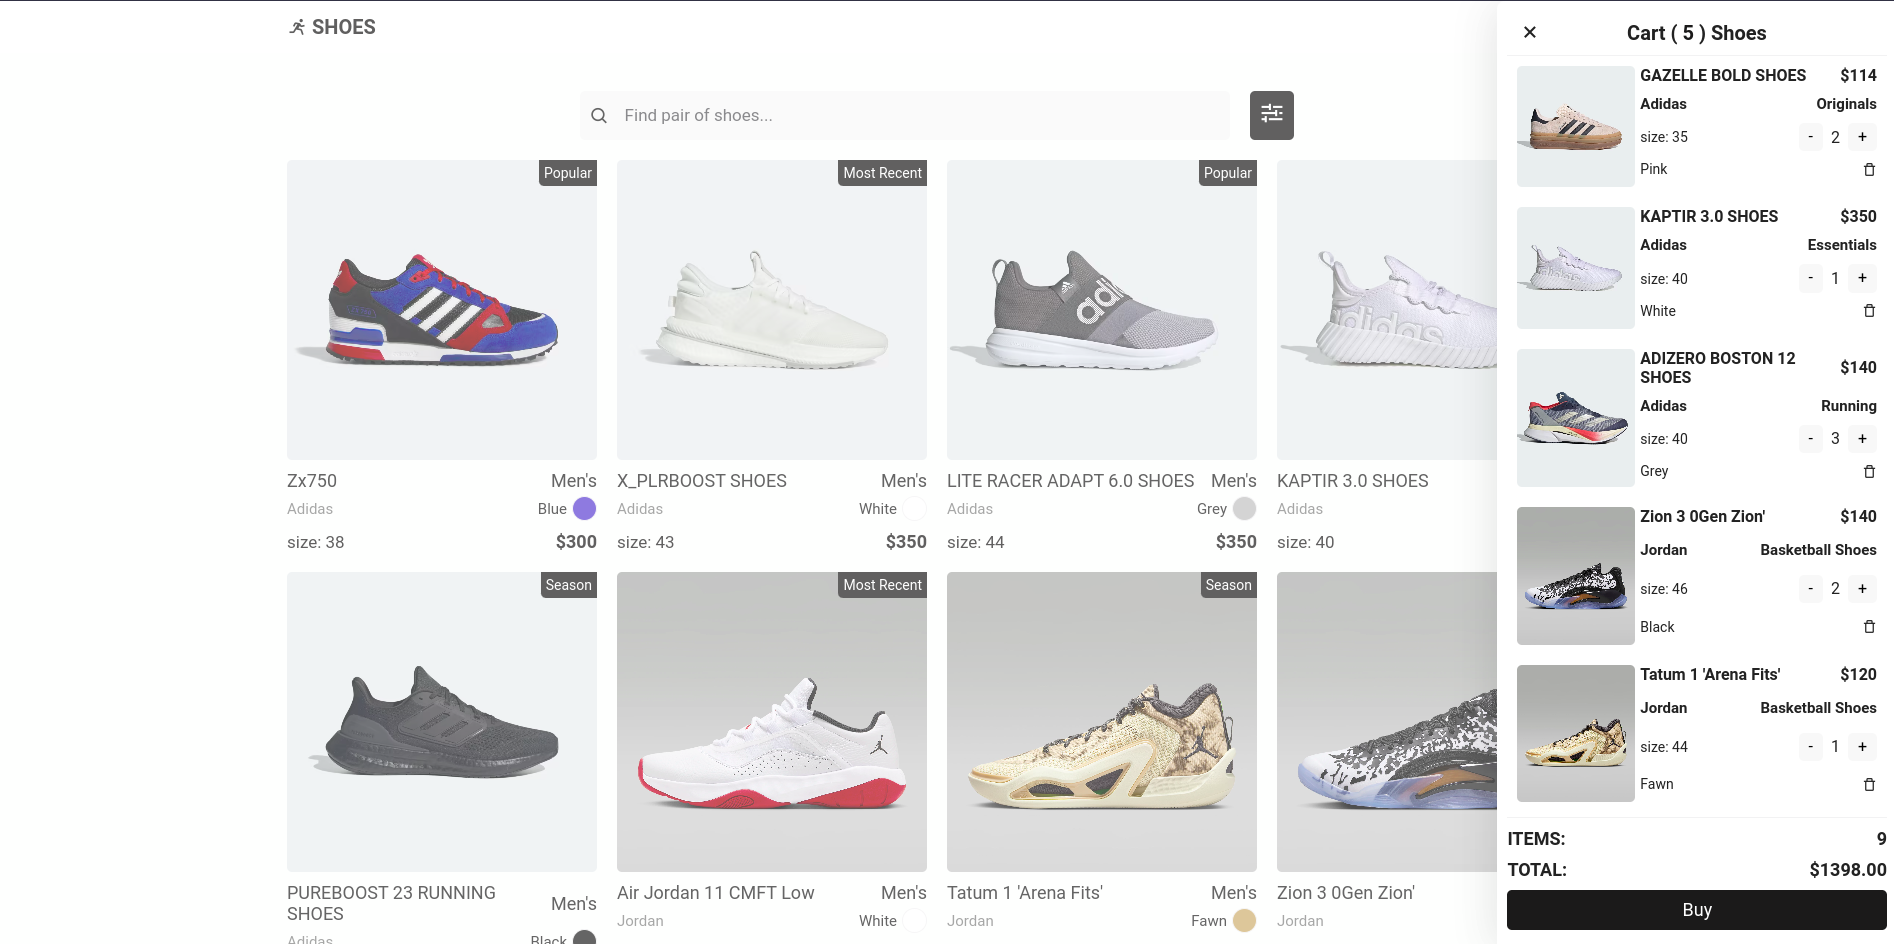 SHOES
Find pair of shoes...
Popular
Most Recent
Popular
Zx750 Men's
Adidas Blue
size: 38 $300
X_PLRBOOST SHOES Men's
Adidas White
size: 43 $350
LITE RACER ADAPT 6.0 SHOES Men's
Adidas Grey
size: 44 $350
adidas
KAPTIR 3.0 SHOES
Adidas
size: 40
Season
Most Recent
Season
PUREBOOST 23 RUNNING
SHOES
Men's
Adidas Black
Air Jordan 11 CMFT Low Men's
Jordan White
Tatum 1 'Arena Fits' Men's
Jordan Fawn
Zion 3 0Gen Zion'
Jordan
Cart ( 5 ) Shoes
GAZELLE BOLD SHOES $114
Adidas Originals
size: 35 - 2 +
Pink
KAPTIR 3.0 SHOES $350
Adidas Essentials
size: 40 - 1 +
White
ADIZERO BOSTON 12
SHOES
$140
Adidas Running
size: 40 - 3 +
Grey
Zion 3 0Gen Zion' $140
Jordan Basketball Shoes
size: 46 - 2 +
Black
Tatum 1 'Arena Fits' $120
Jordan Basketball Shoes
size: 44 - 1 +
Fawn
ITEMS: 9
TOTAL: $1398.00
Buy